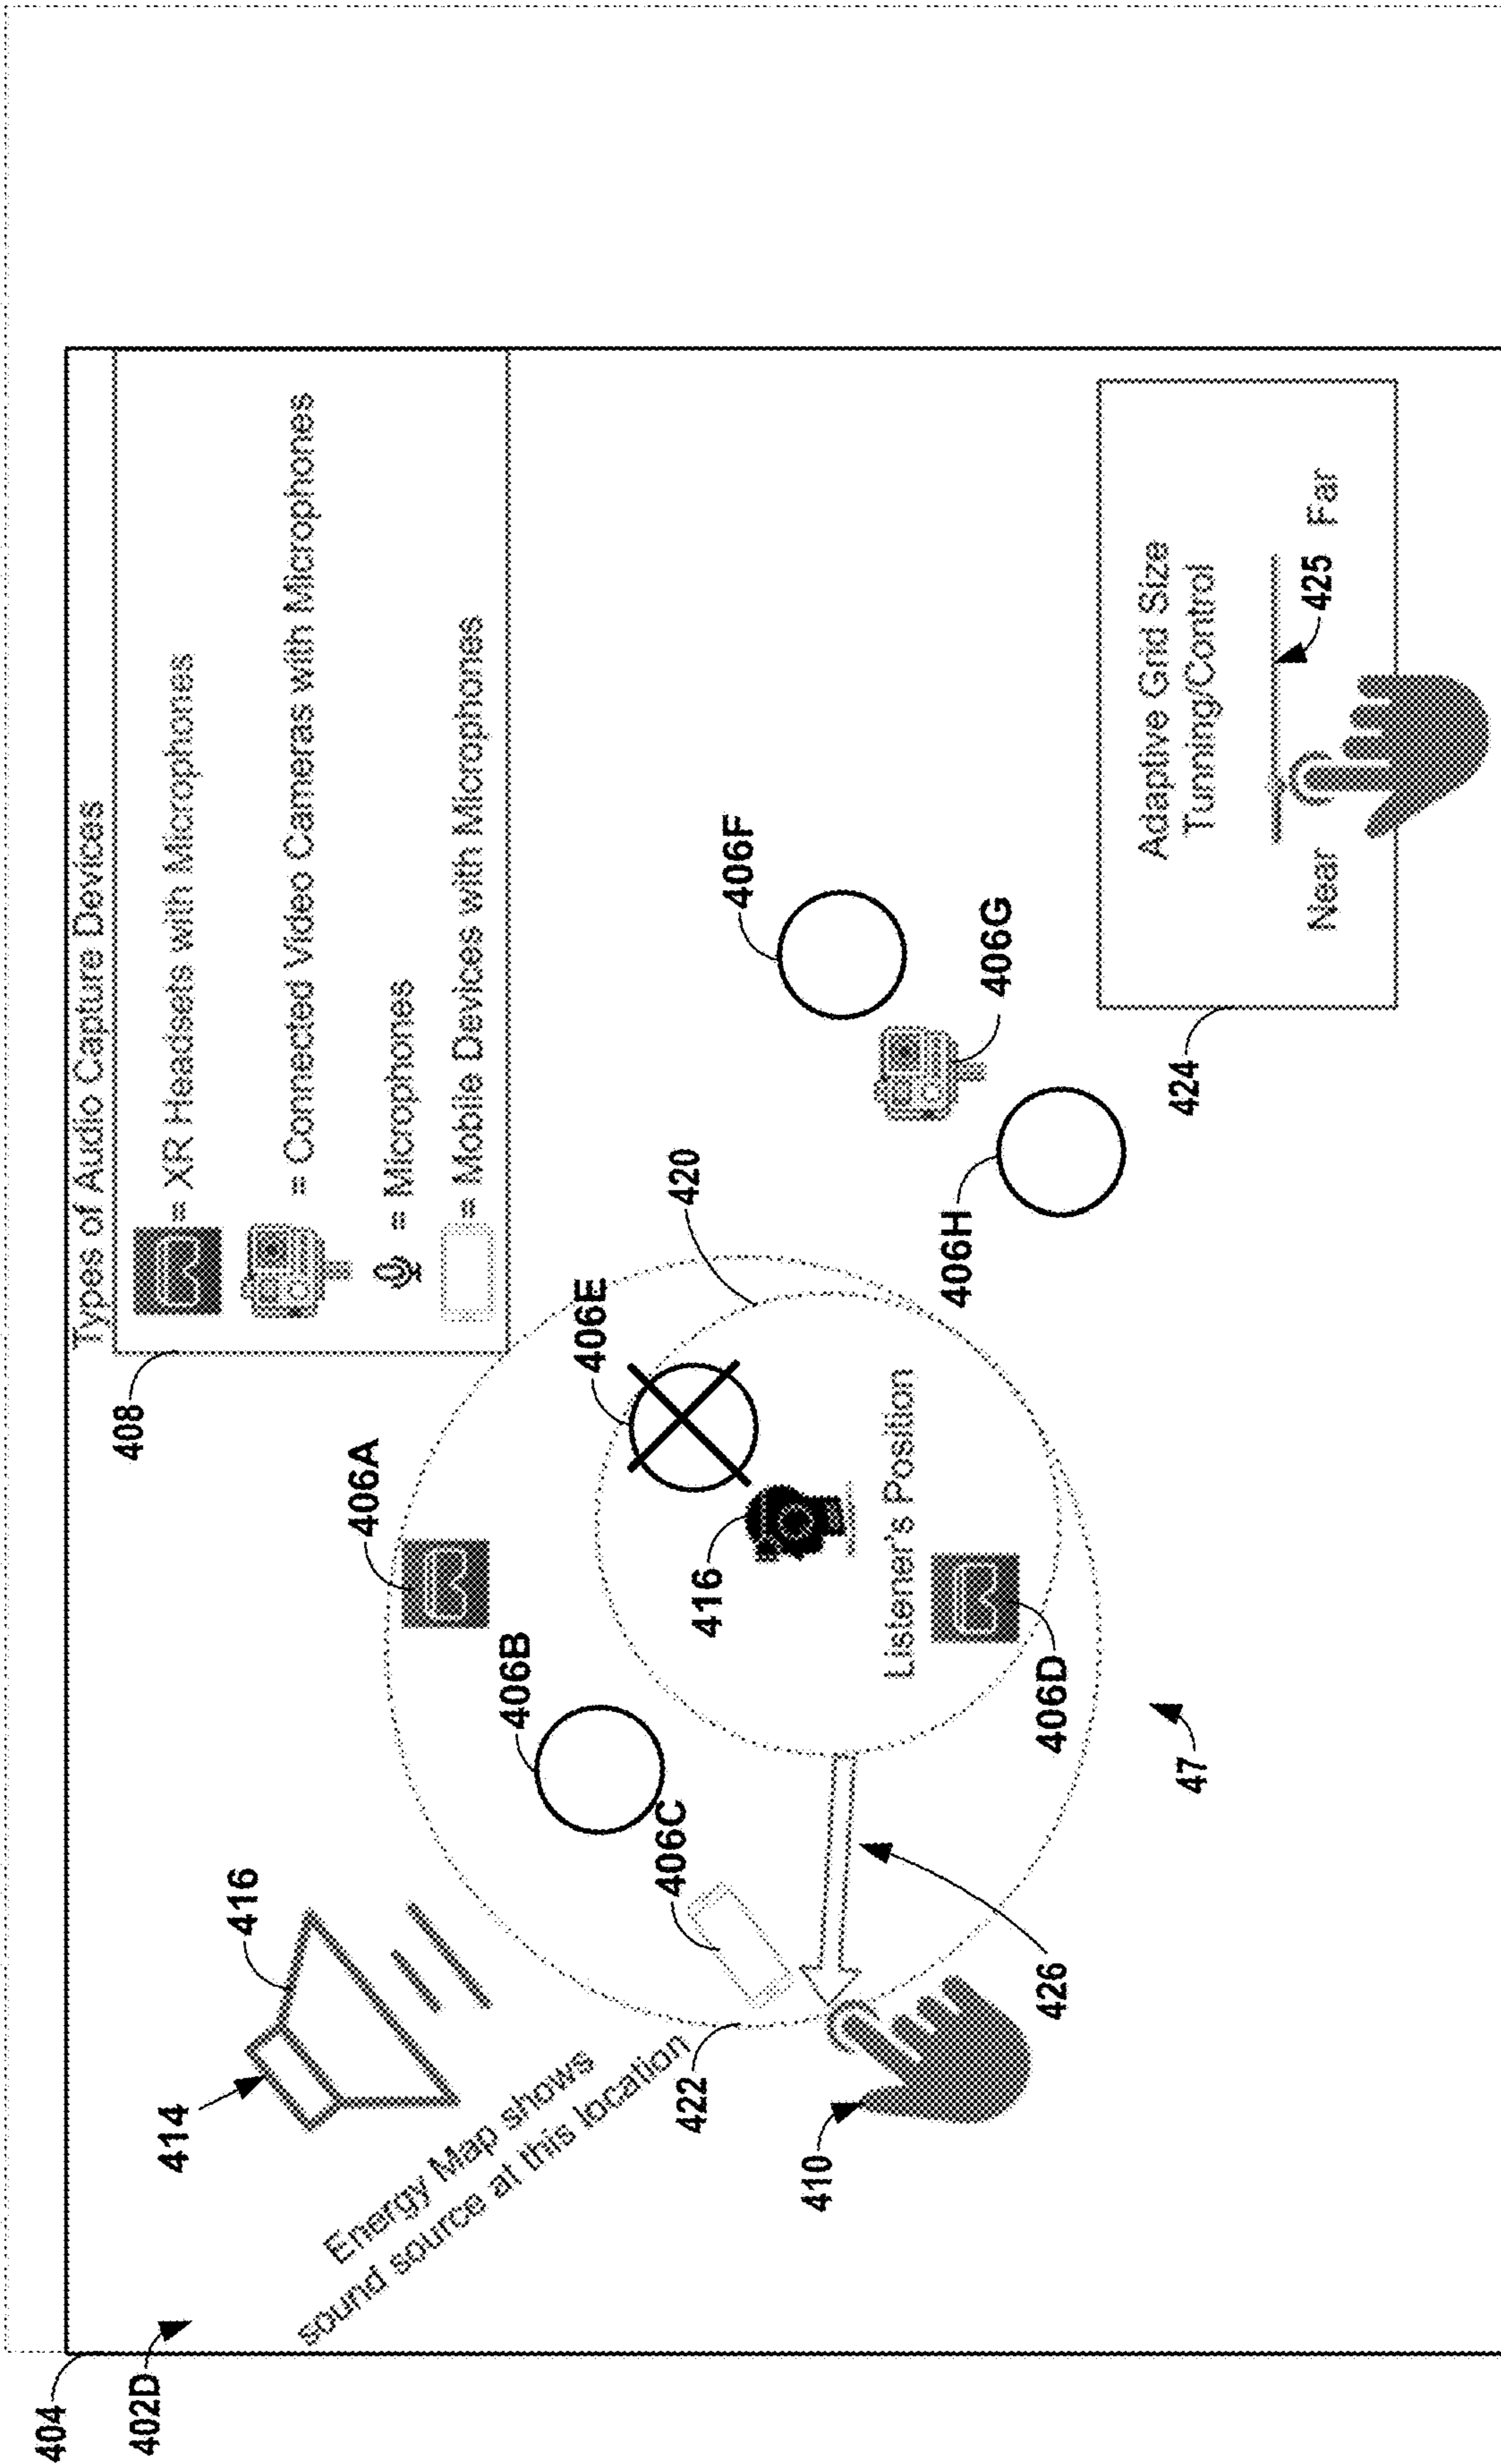 404
402D
Types of Audio Capture Devices
= XR Headsets with Microphones
= Connected Video Cameras with Microphones
= Microphones
= Mobile Devices with Microphones
408
414
416
Energy Map shows
sound source at this location
406A
406B
406C
406E
420
406F
406G
406H
416
Listener's Position
406D
422
410
426
47
424
Adaptive Grid Size
Tunning/Control
Near
Far
425